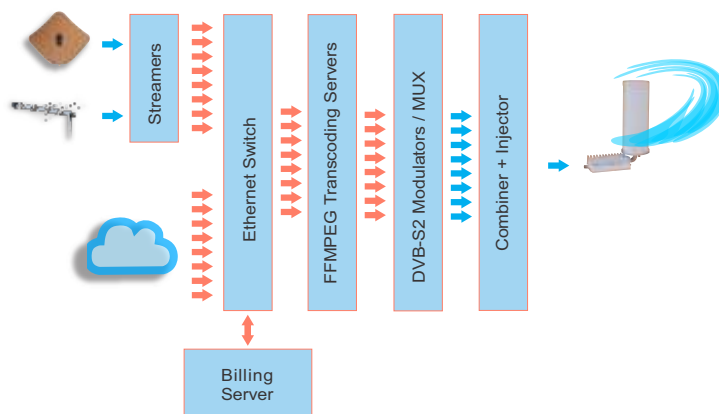 Streamers
Ethernet Switch
FFMPEG Transcoding Servers
DVB-S2 Modulators / MUX
Combiner + Injector
Billing
Server